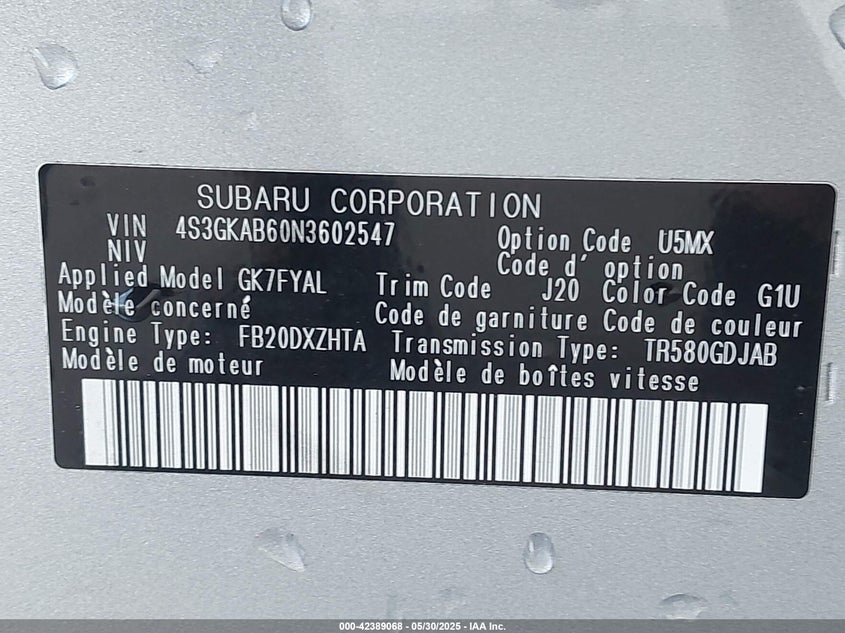 SUBARU CORPORATION
VIN 4S3GKAB60N3602547
NIV
Option Code U5MX
Code d' option
Applied Model GK7FYAL
Modèle concerné
Trim Code J20 Color Code G1U
Code de garniture Code de couleur
Engine Type: FB20DXZHTA
Modèle de moteur
Transmission Type: TR580GDJAB
Modèle de boîtes vitesse
000-42389068 - 05/30/2025 - IAA Inc.